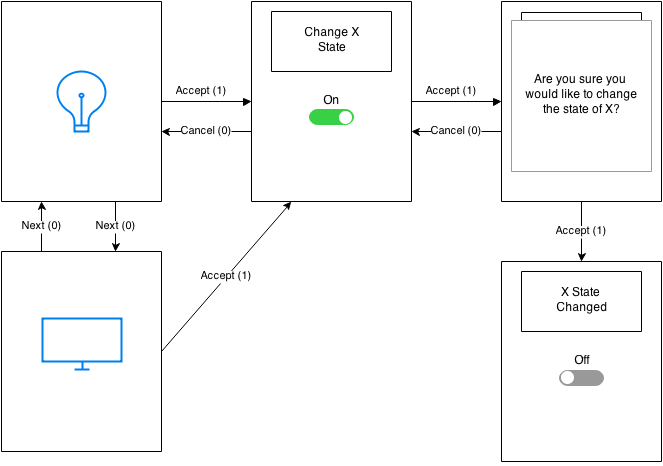 Change X
State
On
Accept (1)
Cancel (0)
Accept (1)
Cancel (0)
Are you sure you
would like to change
the state of X?
Next (0)
Next (0)
Accept (1)
Accept (1)
X State
Changed
Off